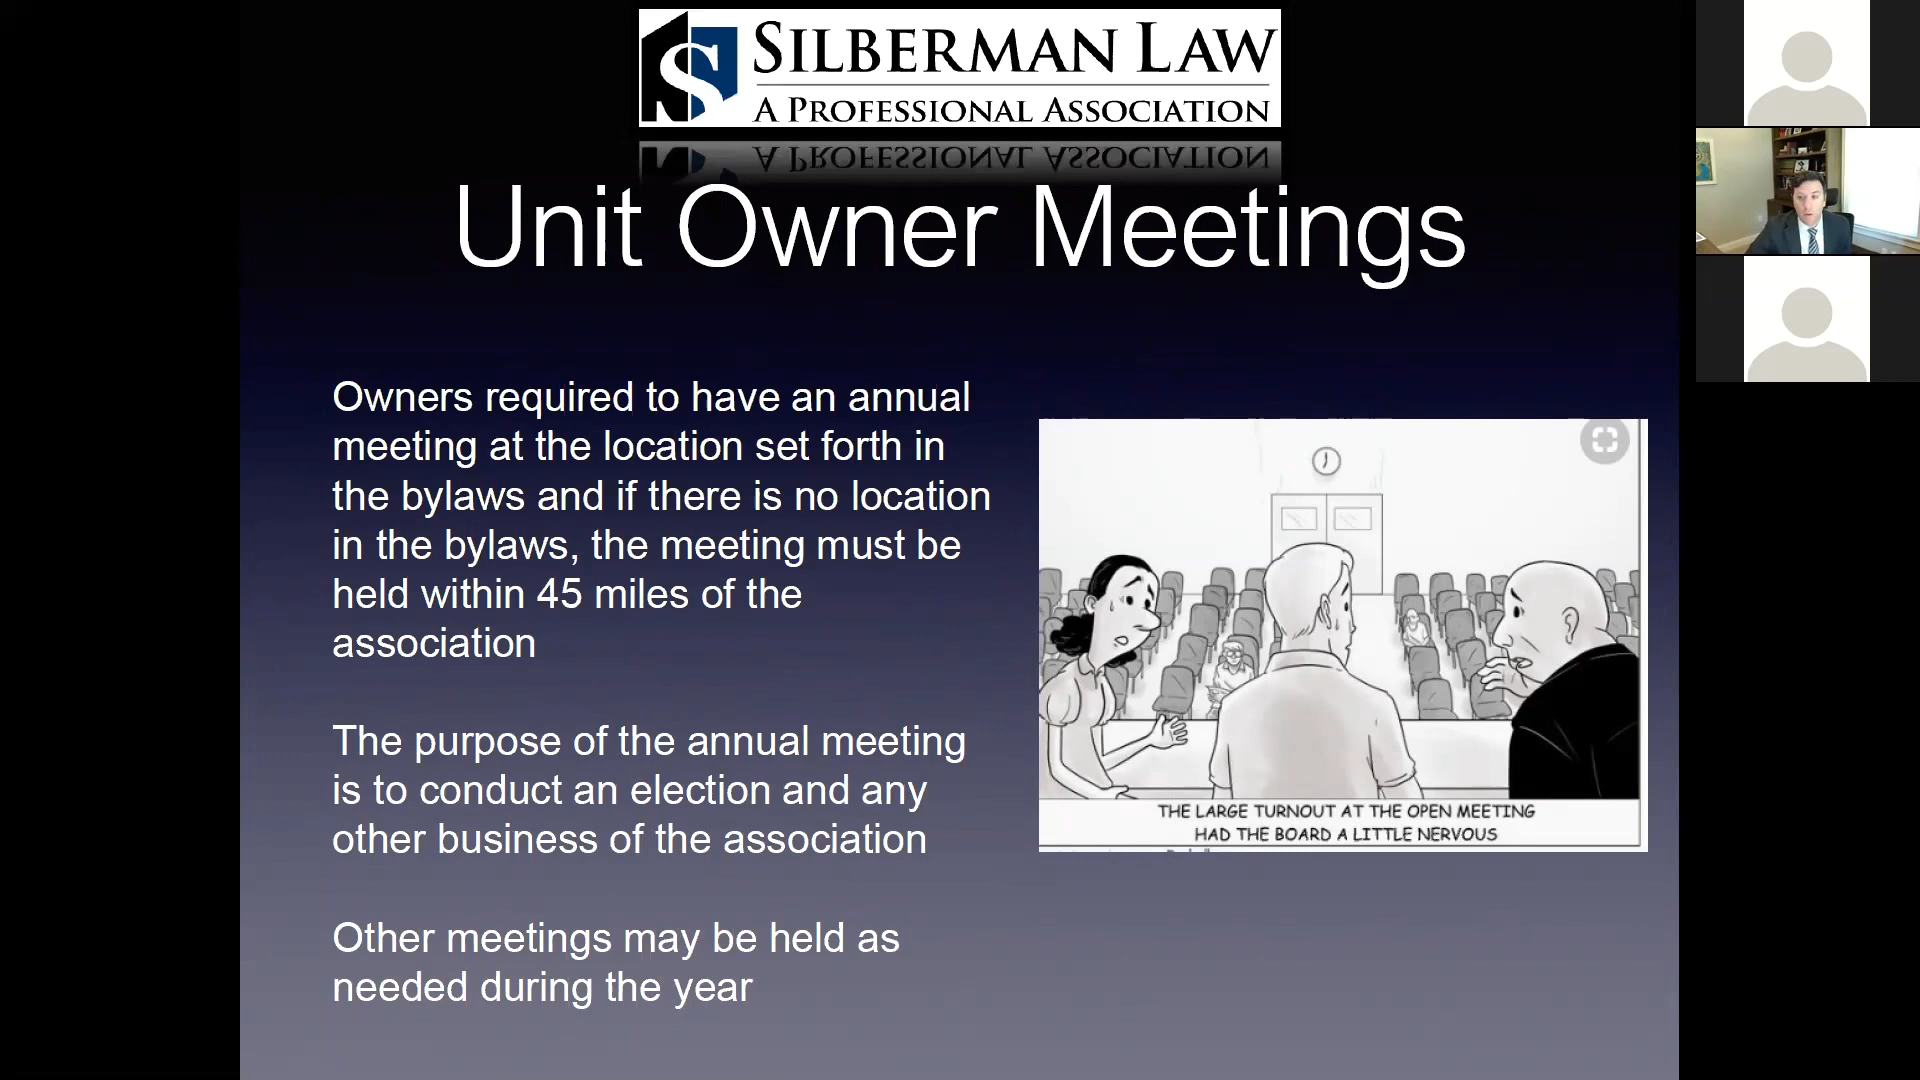 SILBERMAN LAW
A PROFESSIONAL ASSOCIATION
A PROFESSIONAL ASSOCIATION
Unit Owner Meetings
Owners required to have an annual
meeting at the location set forth in
the bylaws and if there is no location
in the bylaws, the meeting must be
held within 45 miles of the
association
The purpose of the annual meeting
is to conduct an election and any
other business of the association
Other meetings may be held as
needed during the year
THE LARGE TURNOUT AT THE OPEN MEETING
HAD THE BOARD A LITTLE NERVOUS